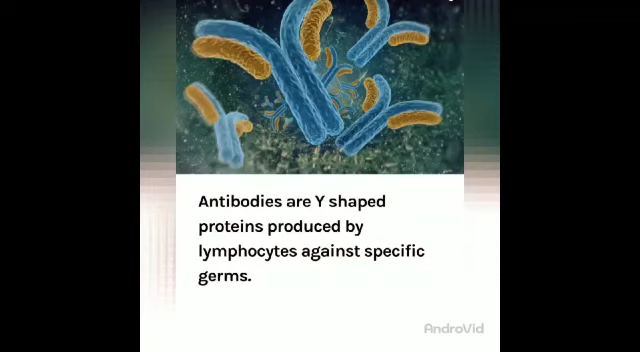 Antibodies are Y shaped
proteins produced by
lymphocytes against specific
germs.
AndroVid